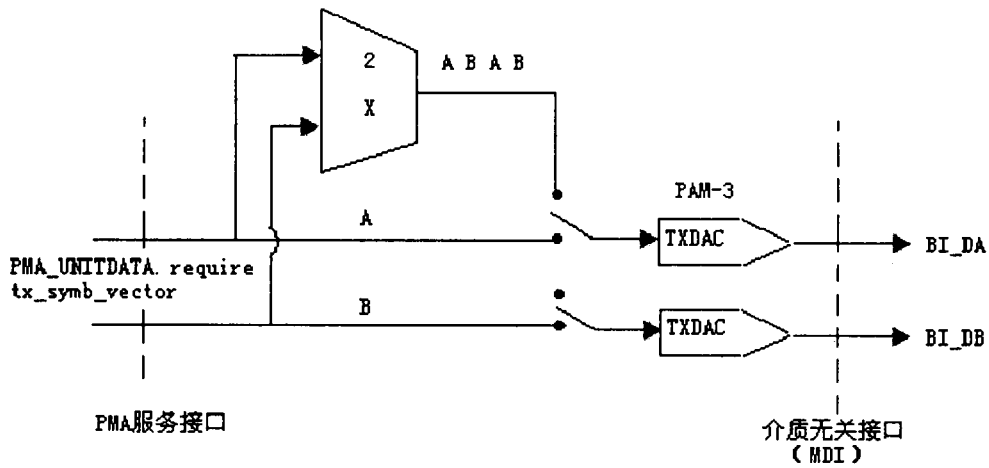 2
X
A B A B
PAM-3
A
TXDAC
BI_DA
PMA_UNITDATA. require
tx_symb_vector
B
TXDAC
BI_DB
PMA服务接口
介质无关接口
( MDI )